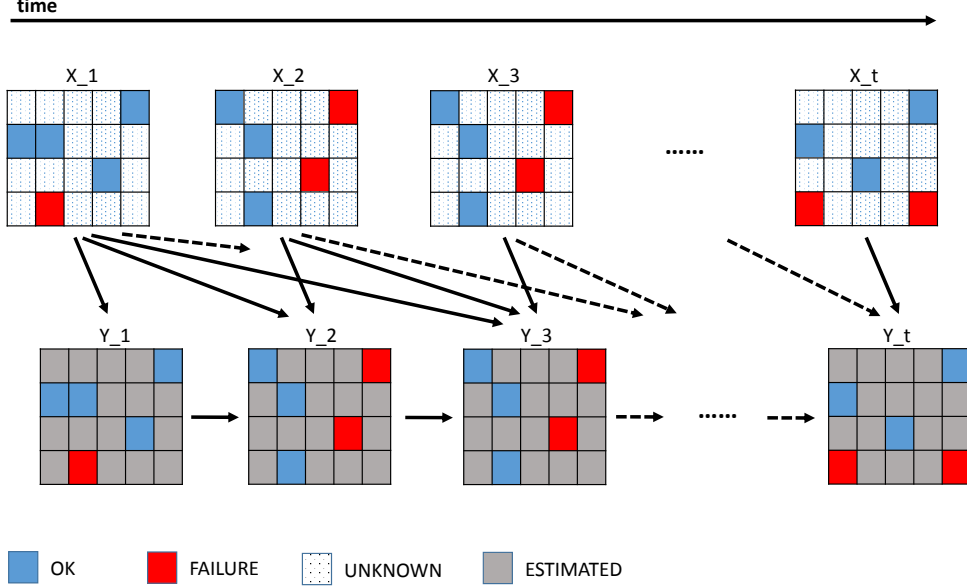 time
X_1 X_2 X_3 X_t
......
Y_1 Y_2 Y_3 Y_t
......
OK FAILURE UNKNOWN ESTIMATED